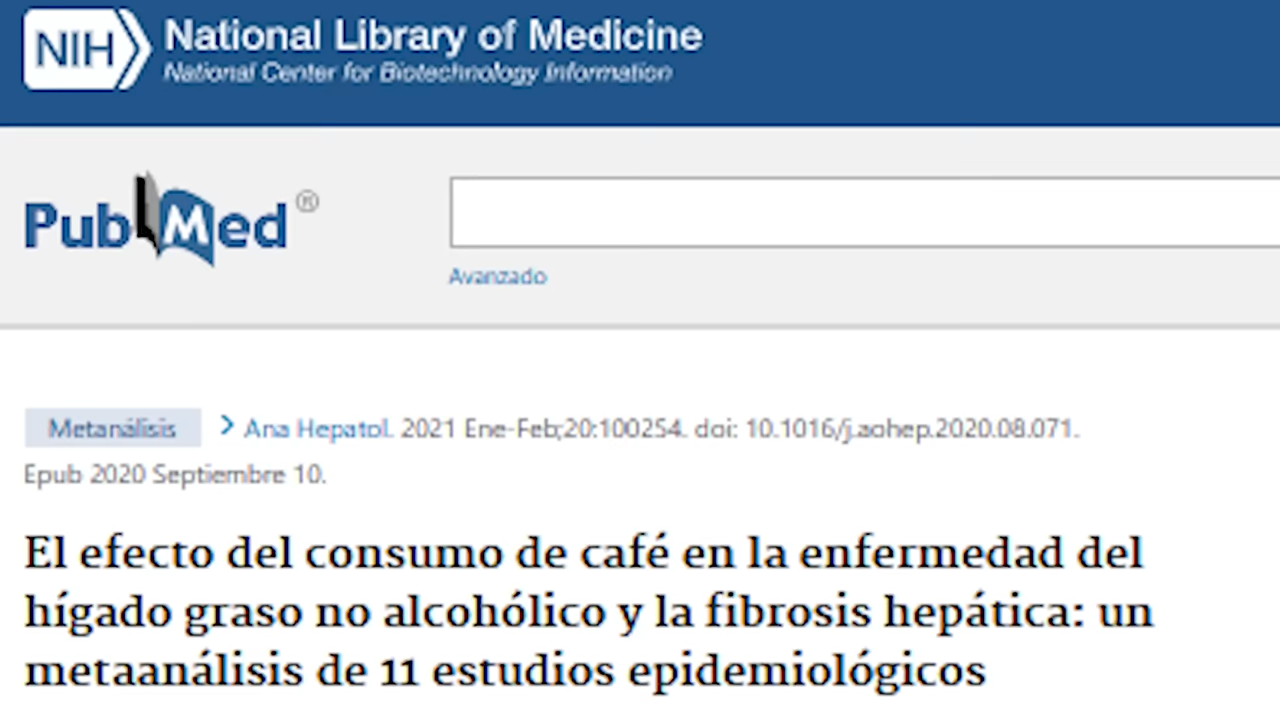 NIH National Library of Medicine
National Center for Biotechnology Information
PubMed®
Avanzado
Metanálisis > Ana Hepatol. 2021 Ene-Feb;20:100254. doi: 10.1016/j.aohep.2020.08.071.
Epub 2020 Septiembre 10.
El efecto del consumo de café en la enfermedad del
hígado graso no alcohólico y la fibrosis hepática: un
metaanálisis de 11 estudios epidemiológicos